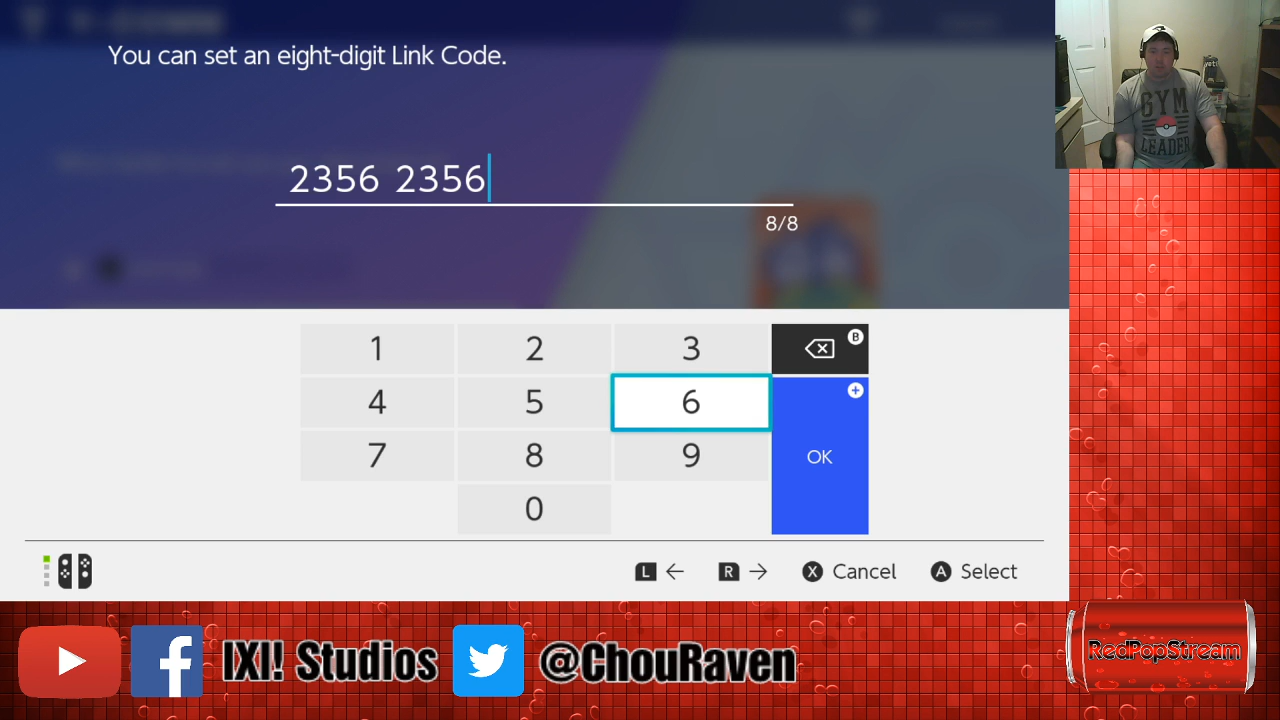 You can set an eight-digit Link Code.
2356 2356
8/8
1 2 3 B
4 5 6 +
7 8 9 OK
0
L ← R → X Cancel A Select
GYM
LEADER
yeti
f IXI! Studios @ChouRaven
RedPopStream